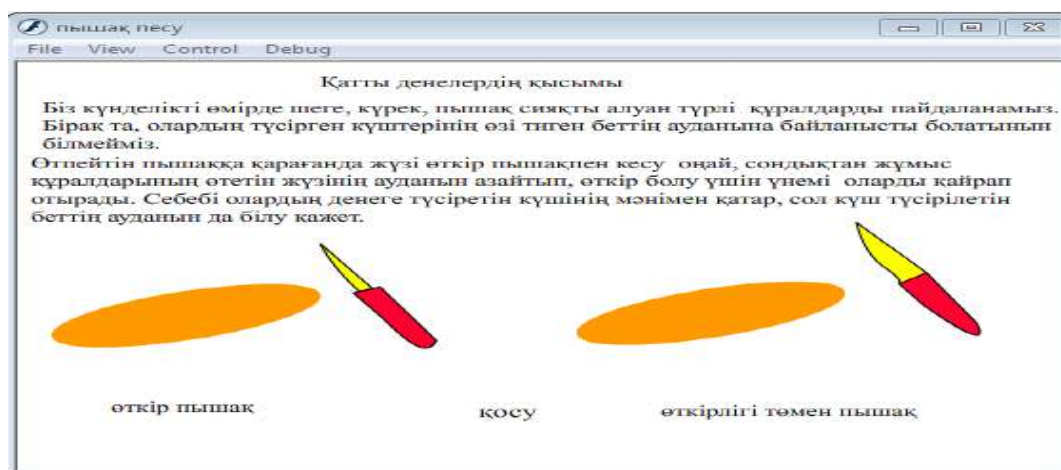 пышақ песу
File View Control Debug
Қатты денелердің қысымы
Біз күнделікті өмірде шеге, күрек, пышақ сияқты алуан түрлі құралдарды пайдаланамыз.
Бірақ та, олардың түсірген күштерінің өзі тиген беттің ауданына байланысты болатынын
білмейміз.
Өтпейтін пышаққа қарағанда жүзі өткір пышақпен кесу оңай, сондықтан жұмыс
құралдарының өтетін жүзінің ауданын азайтып, өткір болу үшін үнемі оларды қайрап
отырады. Себебі олардың денеге түсіретін күшінің мәнімен қатар, сол күш түсірілетін
беттің ауданын да білу қажет.
өткір пышақ
қосу
өткірлігі төмен пышақ